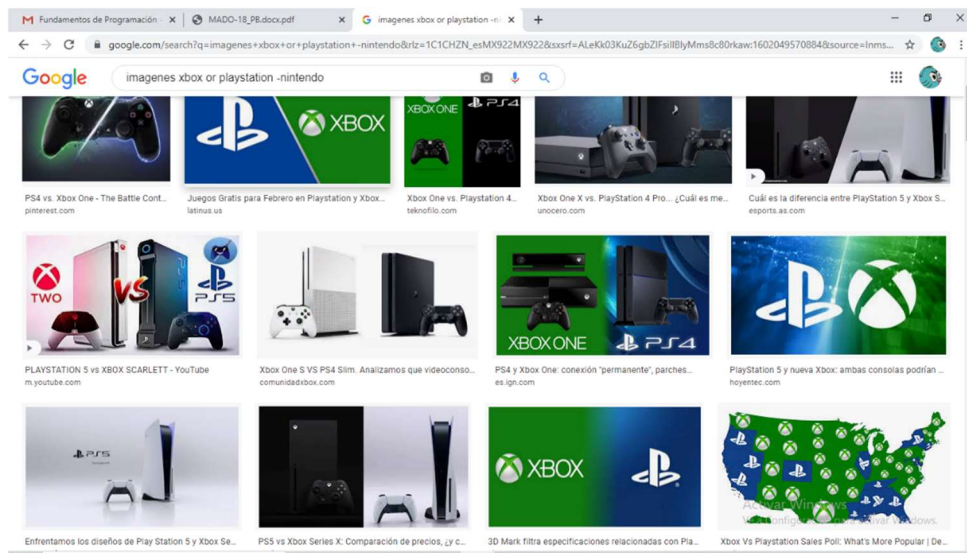 Fundamentos de Programación
MADO-18_PB.docx.pdf
imagenes xbox or playstation -ni
google.com/search?q=imagenes+xbox+or+playstation+-nintendo&rlz=1C1CHZN_esMX922MX922&sxsrf=
Google
imagenes xbox or playstation -nintendo
XBOX
XBOX ONE PS4
PS4 vs. Xbox One - The Battle Cont...
pinterest.com
Juegos Gratis para Febrero en Playstation y Xbox...
latinus.us
Xbox One vs. Playstation 4...
teknofilo.com
Xbox One X vs. PlayStation 4 Pro... ¿Cuál es me...
unocero.com
Cuál es la diferencia entre PlayStation 5 y Xbox S...
esports.as.com
TWO
VS
PS5
XBOX ONE PS4
PLAYSTATION 5 vs XBOX SCARLETT - YouTube
m.youtube.com
Xbox One S VS PS4 Slim. Analizamos que videoconso...
comunidadxbox.com
PS4 y Xbox One: conexión "permanente", parches...
es.ign.com
PlayStation 5 y nueva Xbox: ambas consolas podrían ...
hoyentec.com
PS5
XBOX
Activar Windows
Enfrentamos los diseños de Play Station 5 y Xbox Se...
PS5 vs Xbox Series X: Comparación de precios, ¿y c...
3D Mark filtra especificaciones relacionadas con Pla...
Xbox Vs Playstation Sales Poll: What's More Popular | De...